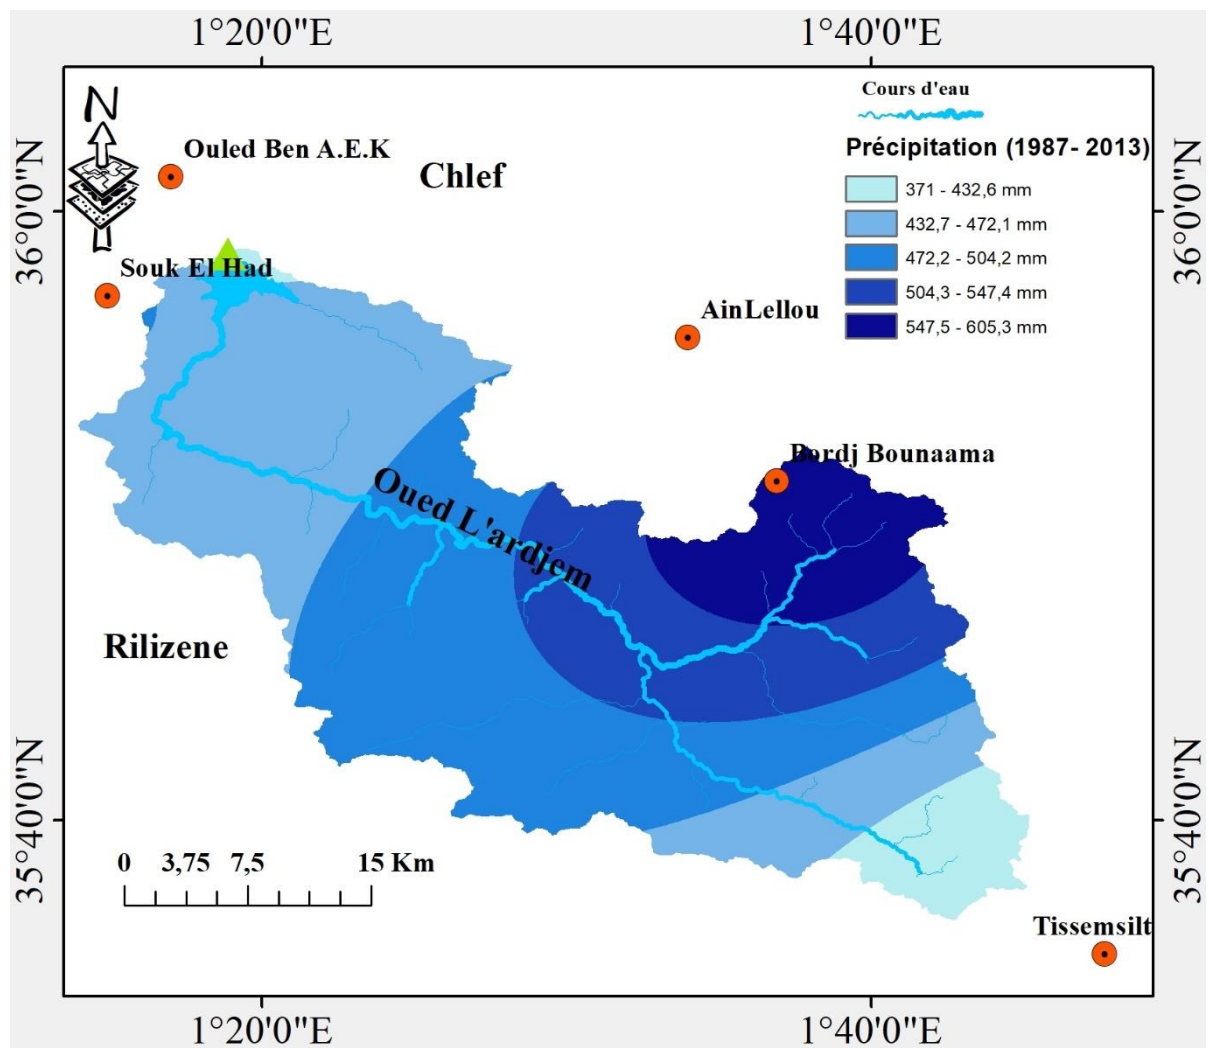 1°20'0"E 1°40'0"E
N
Cours d'eau
Ouled Ben A.E.K
Chlef
Précipitation (1987- 2013)
371 - 432,6 mm
432,7 - 472,1 mm
472,2 - 504,2 mm
504,3 - 547,4 mm
547,5 - 605,3 mm
36°0'0"N
36°0'0"N
Souk El Had
AinLellou
Bordj Bounaama
Oued L'ardjem
Rilizene
35°40'0"N
35°40'0"N
0 3,75 7,5 15 Km
Tissemsilt
1°20'0"E 1°40'0"E